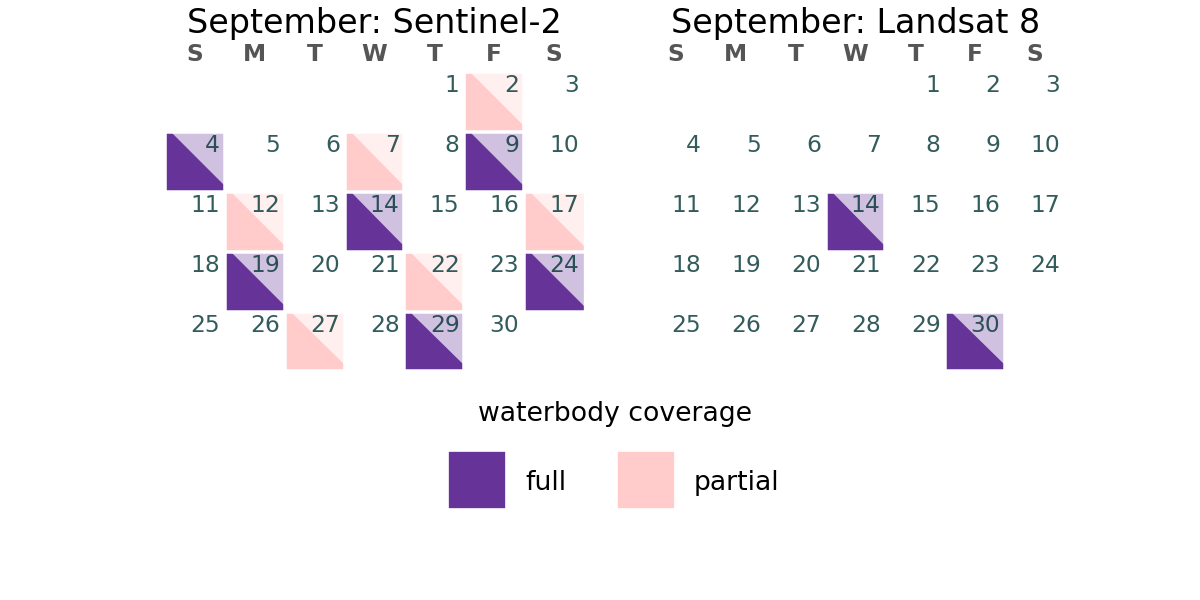 September: Sentinel-2
S M T W T F S
1 2 3
4 5 6 7 8 9 10
11 12 13 14 15 16 17
18 19 20 21 22 23 24
25 26 27 28 29 30
September: Landsat 8
S M T W T F S
1 2 3
4 5 6 7 8 9 10
11 12 13 14 15 16 17
18 19 20 21 22 23 24
25 26 27 28 29 30
waterbody coverage
full
partial